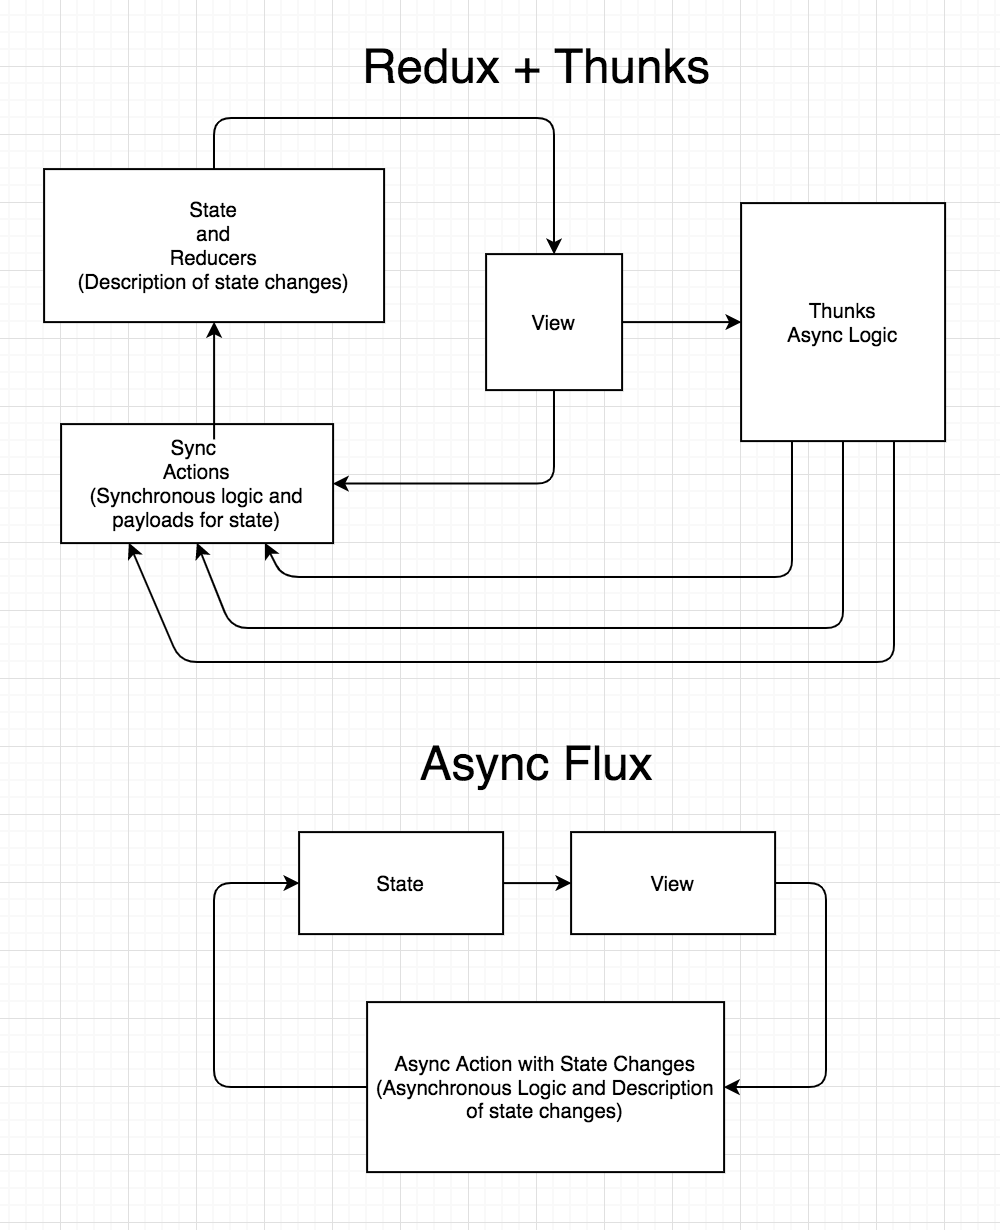 Redux + Thunks
State
and
Reducers
(Description of state changes)
View
Thunks
Async Logic
Sync
Actions
(Synchronous logic and
payloads for state)
Async Flux
State
View
Async Action with State Changes
(Asynchronous Logic and Description
of state changes)